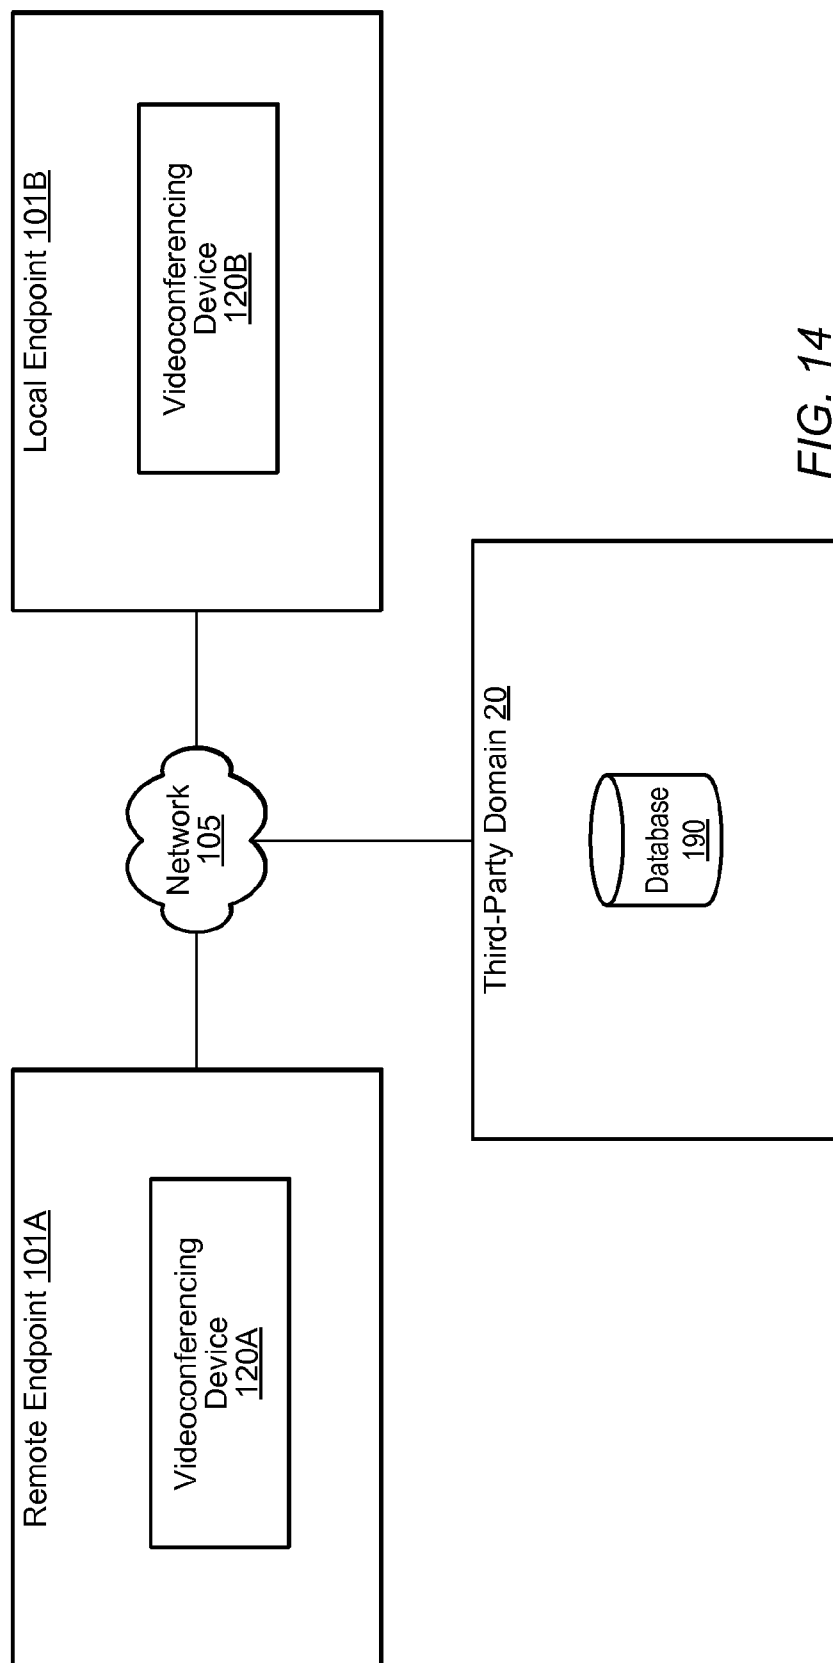 Remote Endpoint 101A
Videoconferencing
Device
120A
Network
105
Local Endpoint 101B
Videoconferencing
Device
120B
Third-Party Domain 20
Database
190
FIG. 14